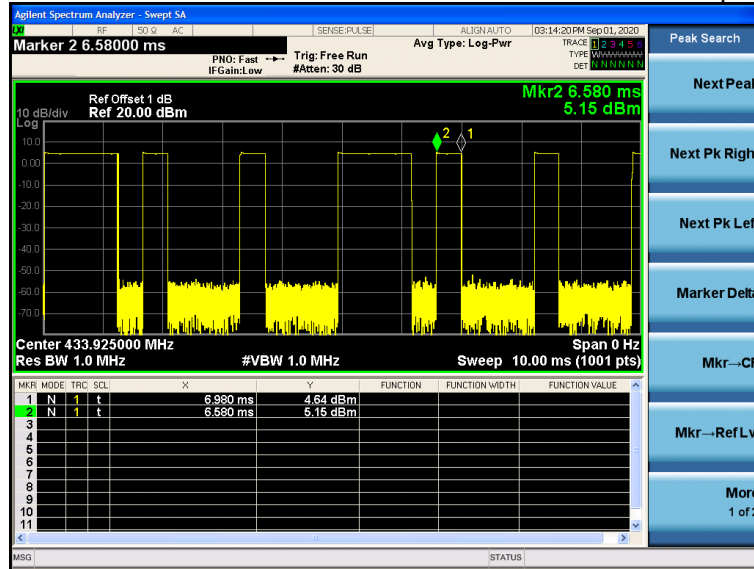 Agilent Spectrum Analyzer - Swept SA
LXI RF 50 Ω AC SENSE:PULSE ALIGN AUTO 03:14:20 PM Sep 01, 2020
Marker 2 6.58000 ms
PNO: Fast
IFGain:Low
Trig: Free Run
#Atten: 30 dB
Avg Type: Log-Pwr
TRACE 1 2 3 4 5 6
TYPE
DET N N N N N N
Mkr2 6.580 ms
5.15 dBm
Ref Offset 1 dB
10 dB/div Ref 20.00 dBm
Log
2 1
10.0
0.00
-10.0
-20.0
-30.0
-40.0
-50.0
-60.0
-70.0
Center 433.925000 MHz Span 0 Hz
Res BW 1.0 MHz #VBW 1.0 MHz Sweep 10.00 ms (1001 pts)
MKR MODE TRC SCL X Y FUNCTION FUNCTION WIDTH FUNCTION VALUE
1 N 1 t 6.980 ms 4.64 dBm
2 N 1 t 6.580 ms 5.15 dBm
3
4
5
6
7
8
9
10
11
MSG STATUS
Peak Search
Next Peak
Next Pk Righ
Next Pk Lef
Marker Delta
Mkr→CF
Mkr→Ref Lv
More
1 of 2